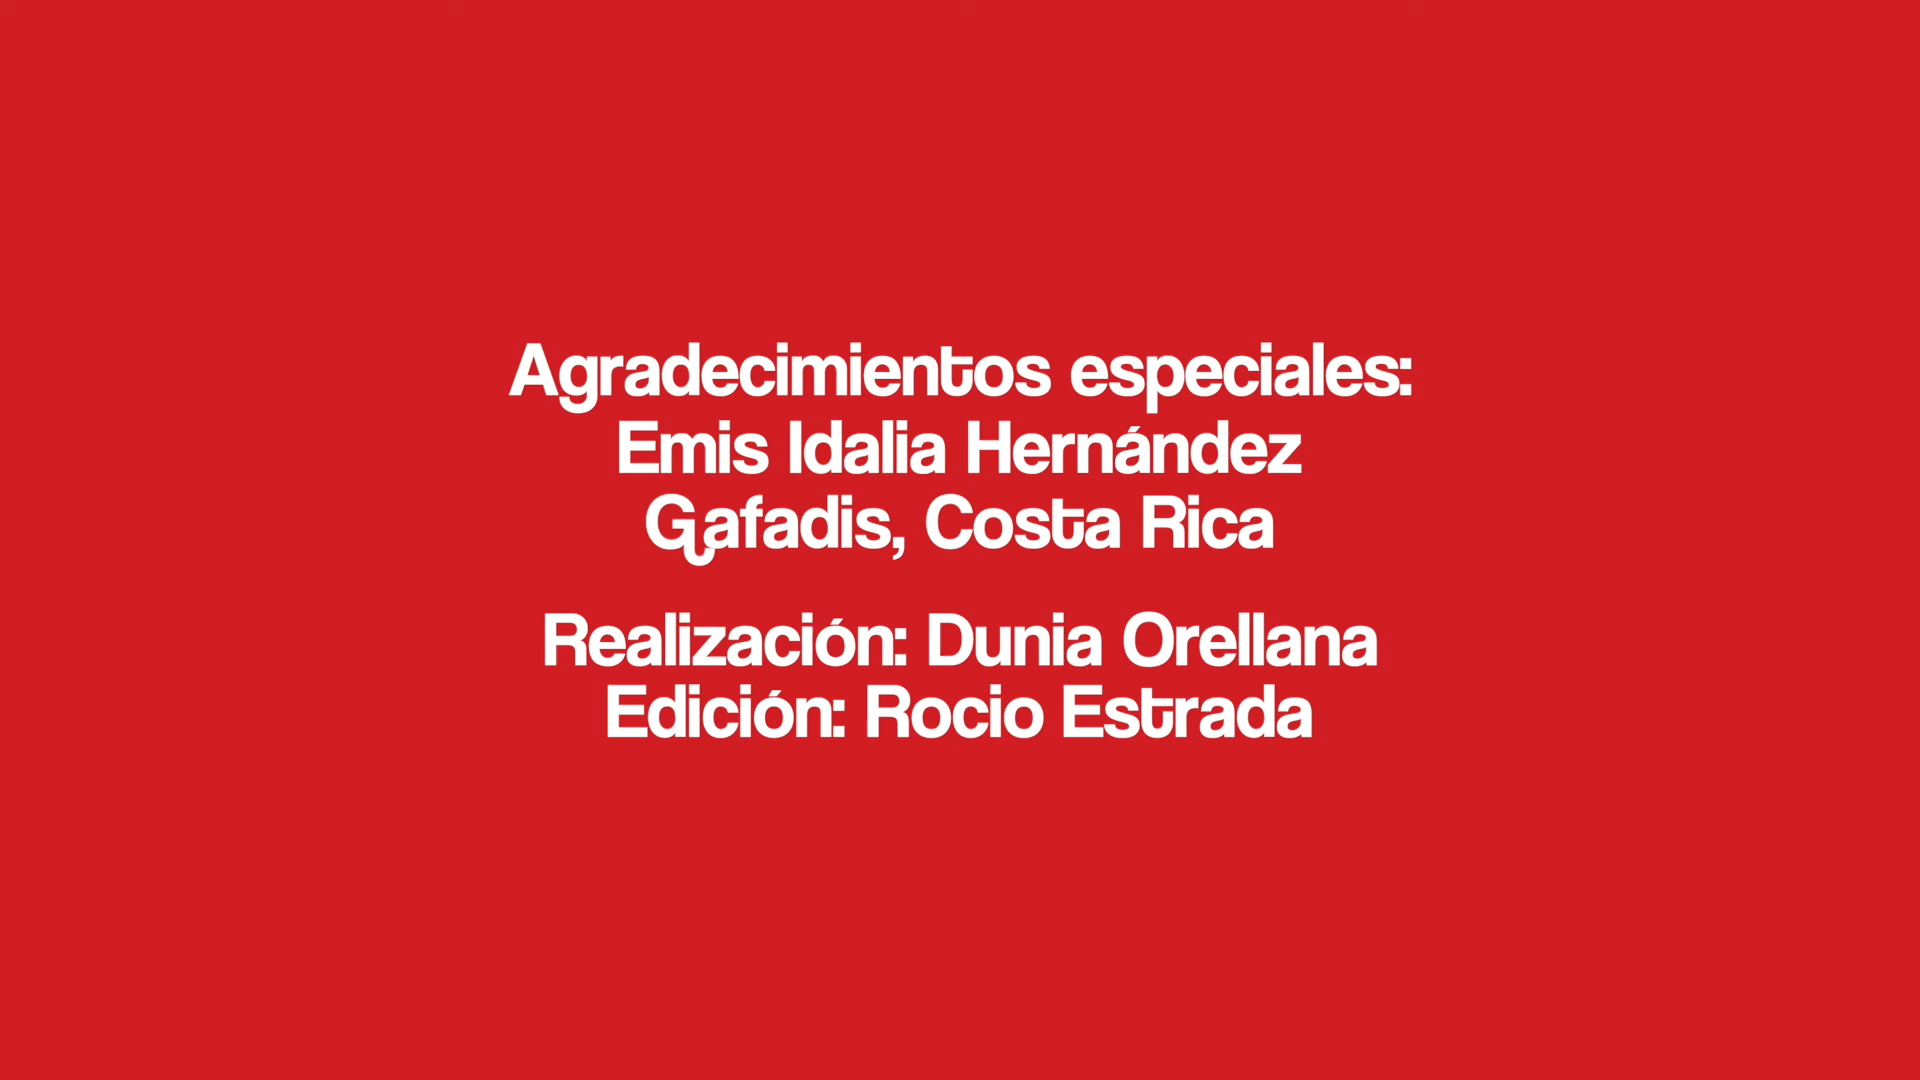 Agradecimientos especiales:
Emis Idalia Hernández
Gafadis, Costa Rica
Realización: Dunia Orellana
Edición: Rocio Estrada